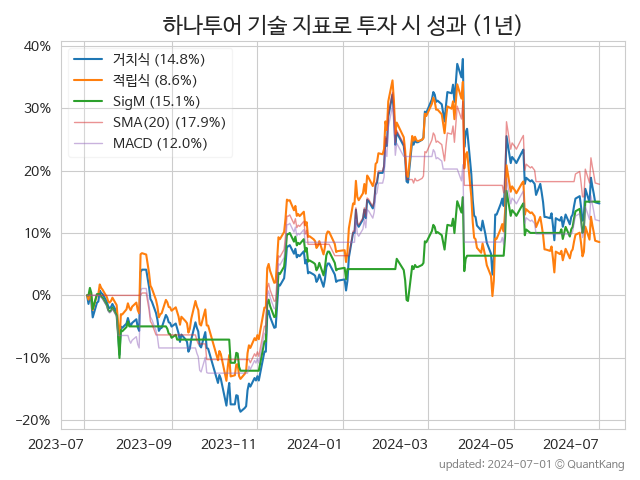 하나투어 기술 지표로 투자 시 성과 (1년)
40%
30%
20%
10%
0%
−10%
−20%
거치식 (14.8%)
적립식 (8.6%)
SigM (15.1%)
SMA(20) (17.9%)
MACD (12.0%)
2023-07 2023-09 2023-11 2024-01 2024-03 2024-05 2024-07
updated: 2024-07-01 © QuantKang